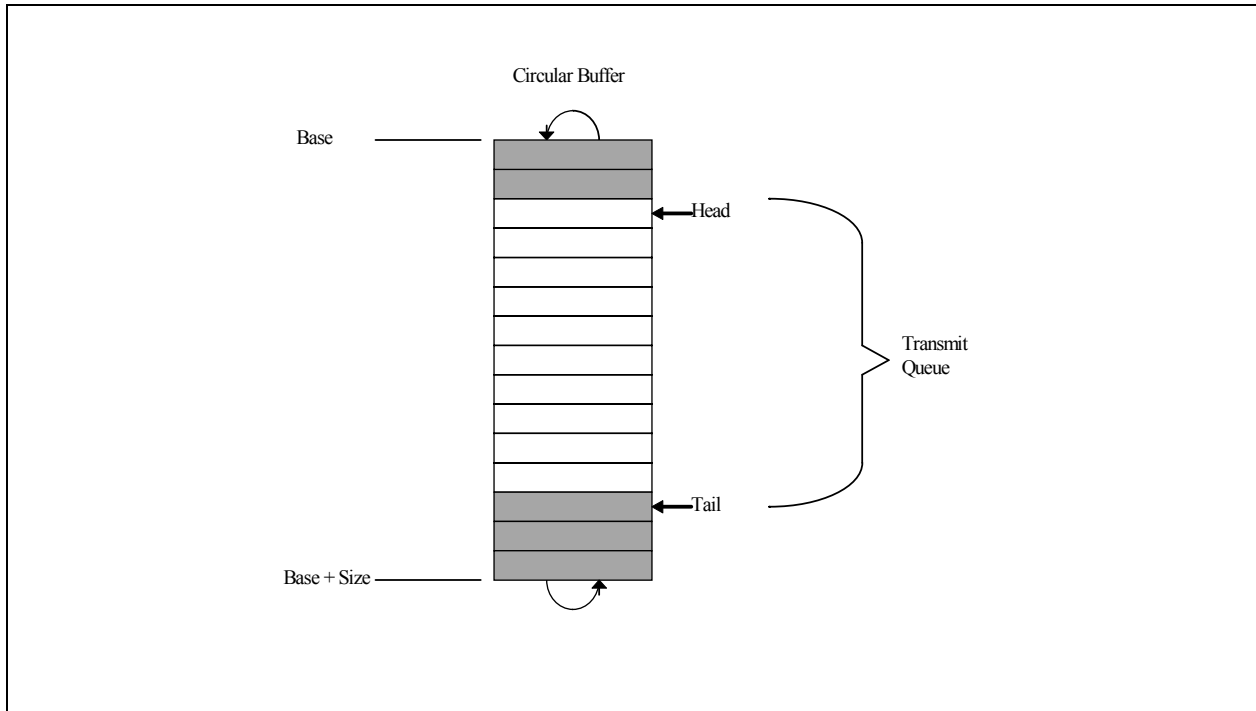 Circular Buffer
Base
Head
Transmit
Queue
Tail
Base + Size